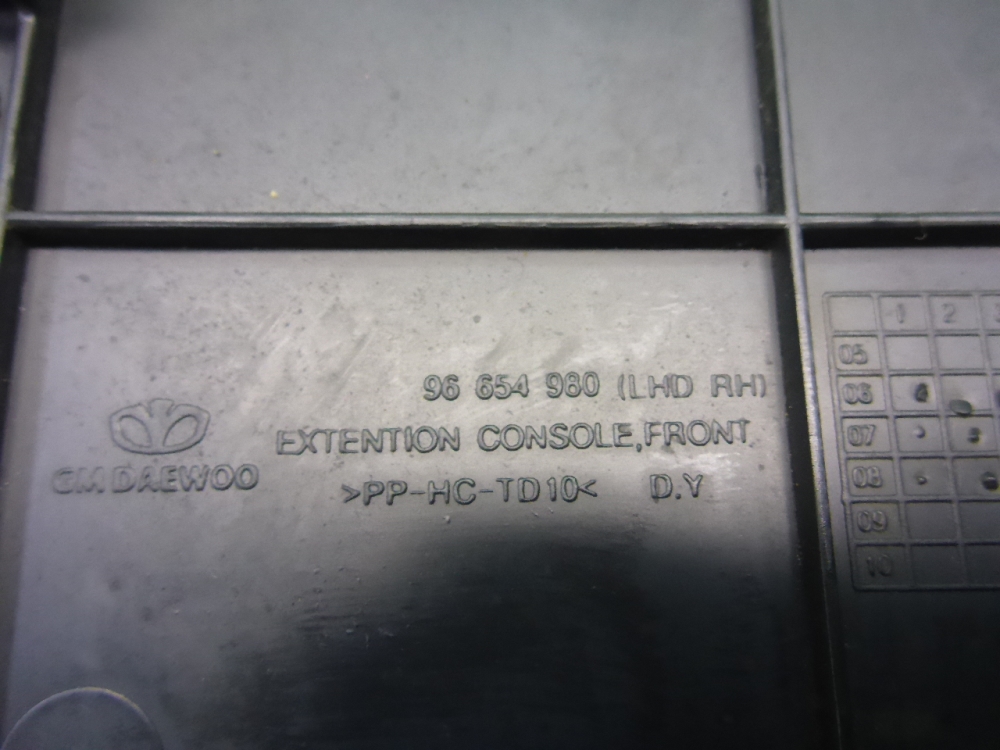 96 654 980 (LHD RH)
EXTENTION CONSOLE,FRONT
GM DAEWOO
>PP-HC-TD10< D.Y
1 2 3
05
06
07
08
09
10